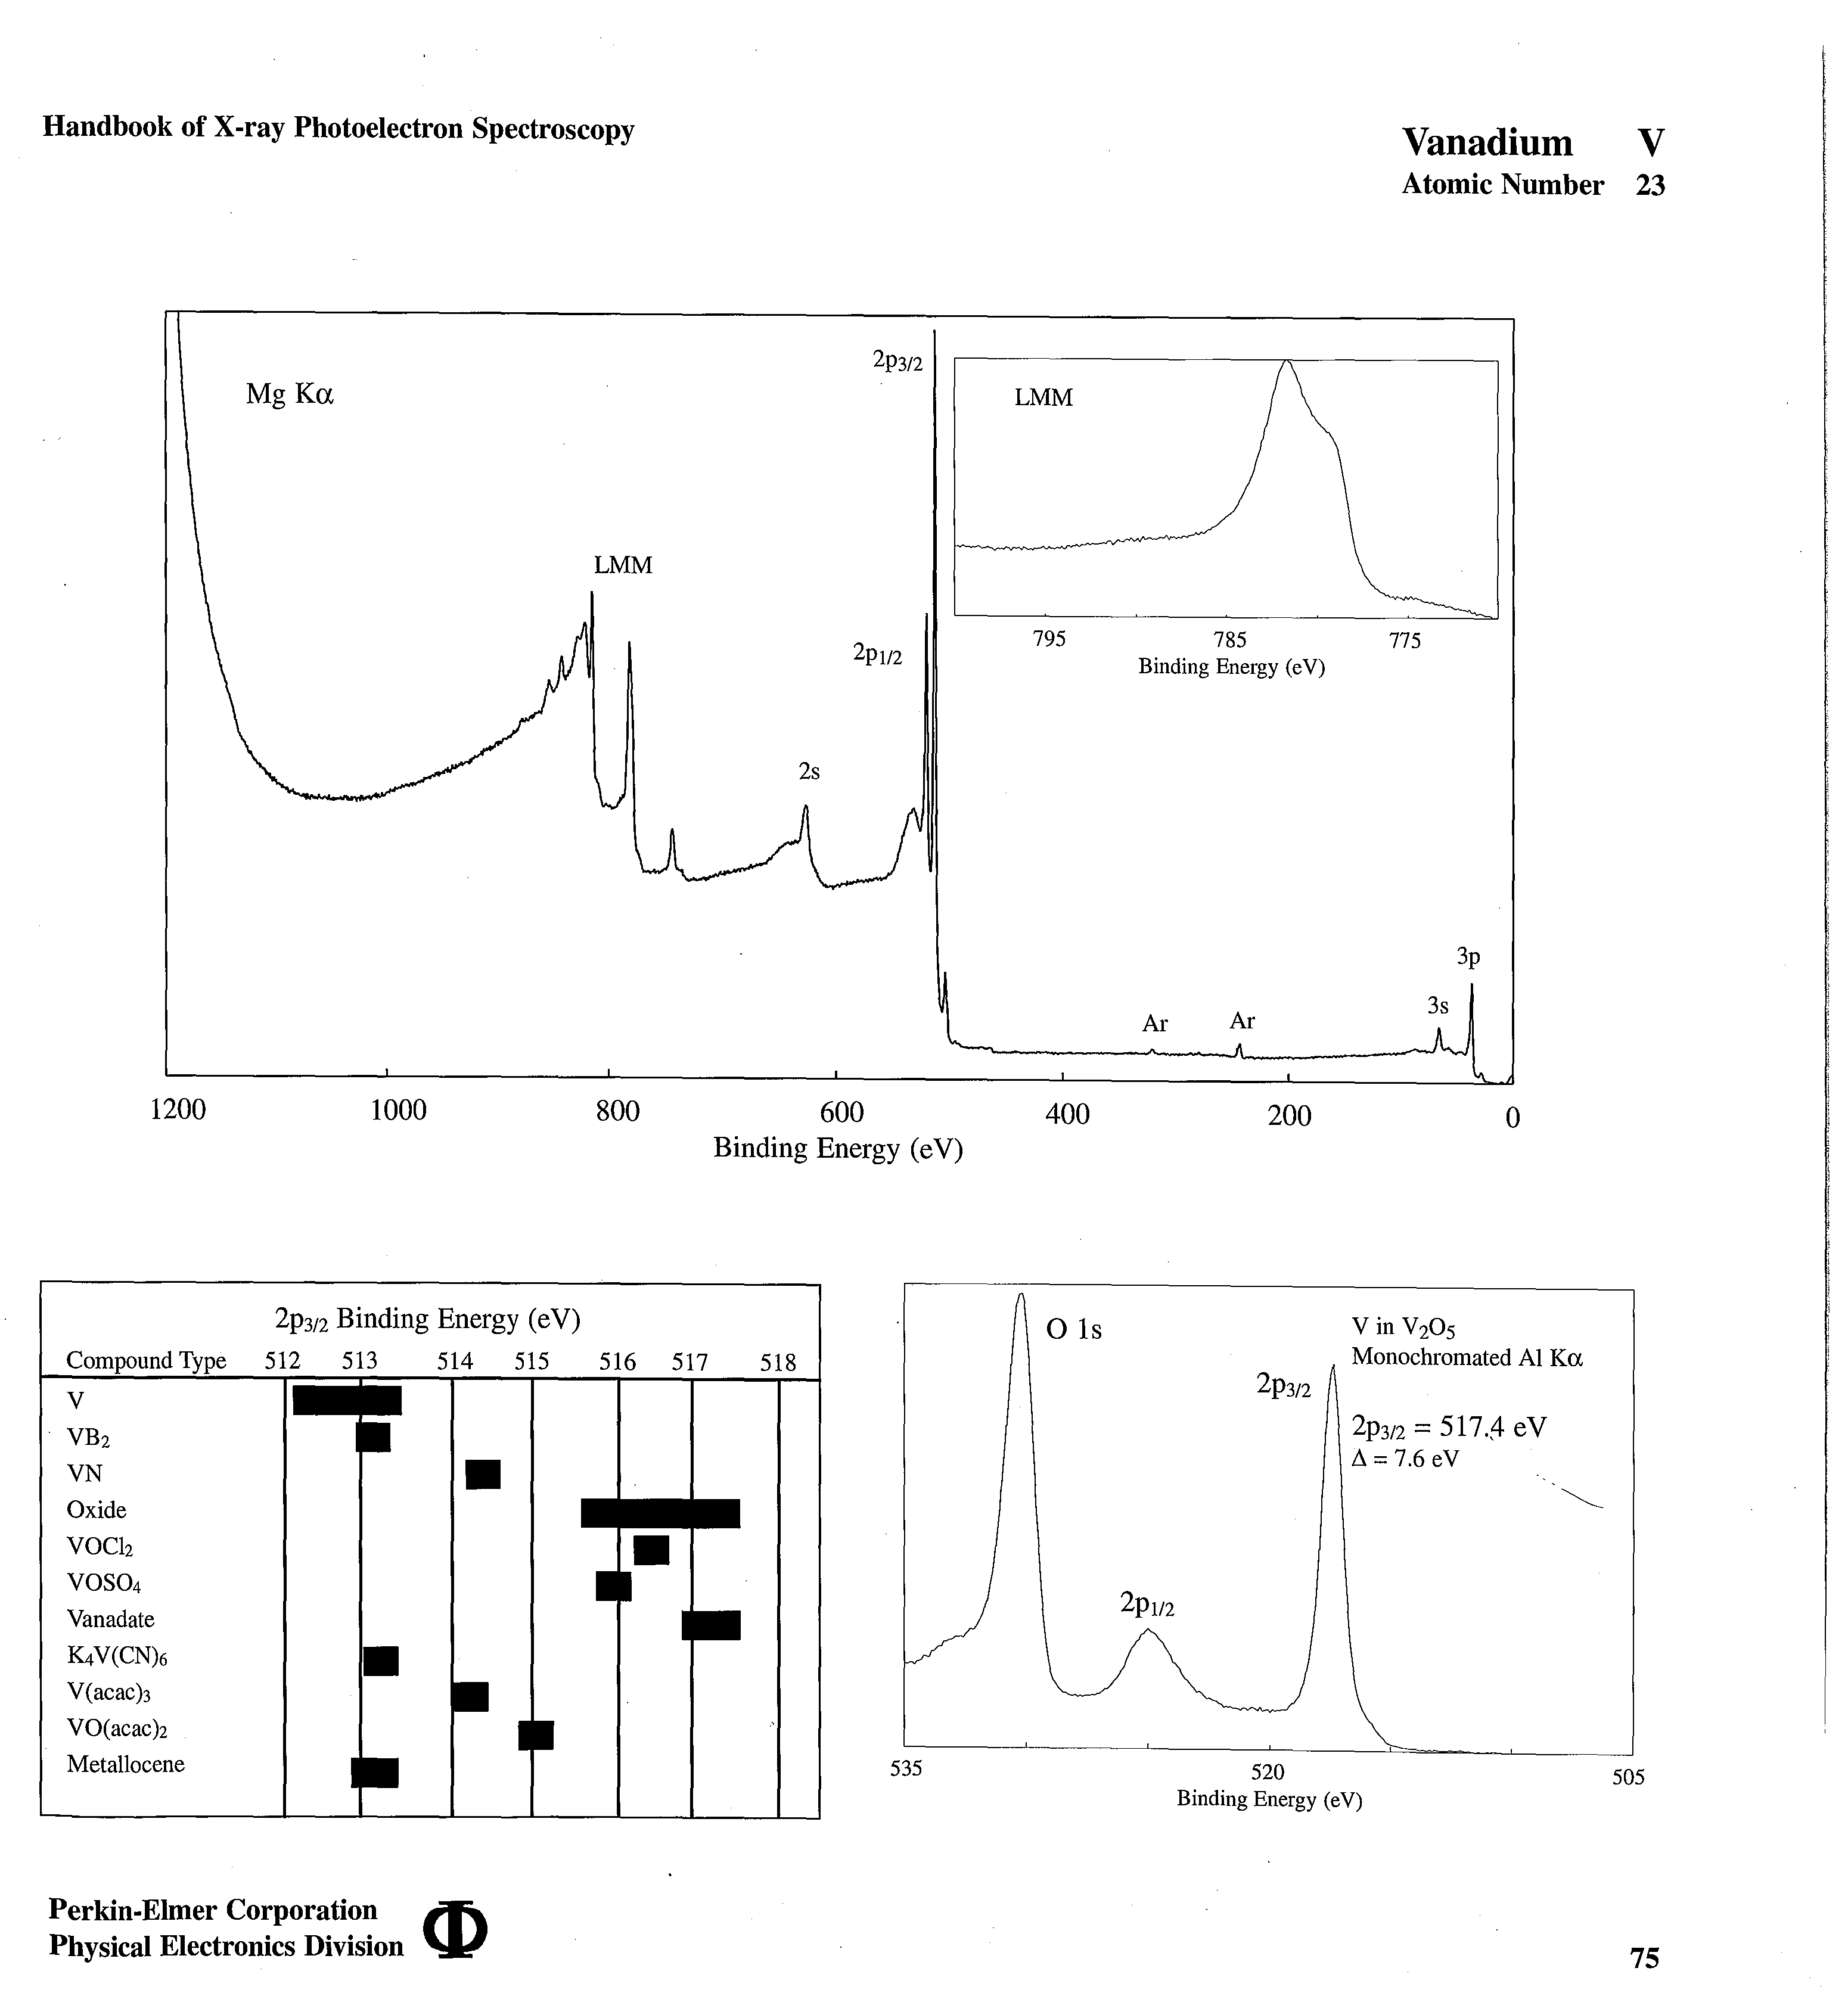 Handbook of X-ray Photoelectron Spectroscopy
Vanadium V
Atomic Number 23
Mg Kα
2p3/2
LMM
LMM
2p1/2
795 785 775
Binding Energy (eV)
2s
3p
3s
Ar Ar
1200 1000 800 600 400 200 0
Binding Energy (eV)
2p3/2 Binding Energy (eV)
Compound Type 512 513 514 515 516 517 518
V
VB2
VN
Oxide
VOCl2
VOSO4
Vanadate
K4V(CN)6
V(acac)3
VO(acac)2
Metallocene
O 1s
V in V2O5
Monochromated Al Kα
2p3/2
2p3/2 = 517.4 eV
Δ = 7.6 eV
2p1/2
535 520 505
Binding Energy (eV)
Perkin-Elmer Corporation
Physical Electronics Division Φ
75